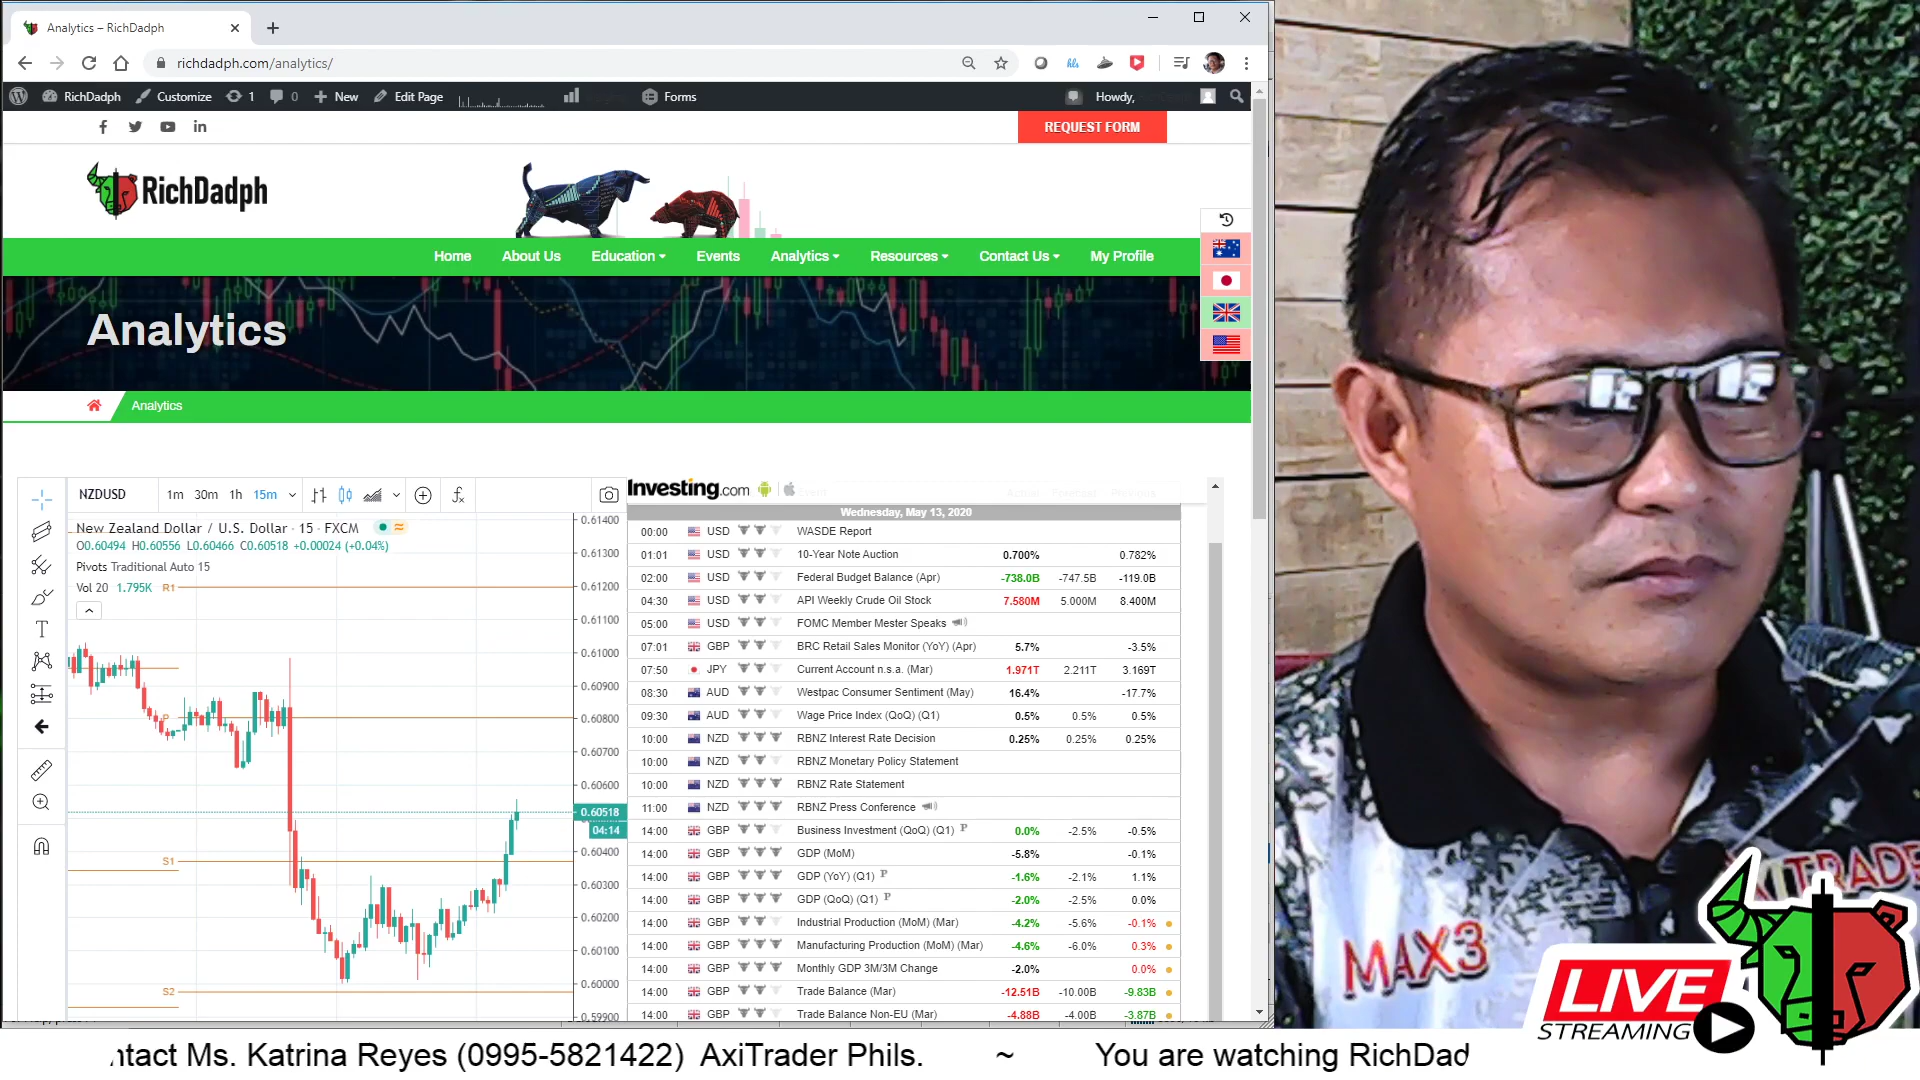 Analytics – RichDadph
richdadph.com/analytics/
RichDadph Customize 1 0 New Edit Page Forms Howdy,
REQUEST FORM
RichDadph
Home About Us Education Events Analytics Resources Contact Us My Profile
Analytics
Analytics
NZDUSD 1m 30m 1h 15m
New Zealand Dollar / U.S. Dollar · 15 · FXCM
O0.60494 H0.60556 L0.60466 C0.60518 +0.00024 (+0.04%)
Pivots Traditional Auto 15
Vol 20 1.795K
R1
P
S1
S2
0.61400
0.61300
0.61200
0.61100
0.61000
0.60900
0.60800
0.60700
0.60600
0.60518
04:14
0.60400
0.60300
0.60200
0.60100
0.60000
0.59900
Investing.com Event Actual Forecast Previous
Wednesday, May 13, 2020
00:00 USD WASDE Report
01:01 USD 10-Year Note Auction 0.700% 0.782%
02:00 USD Federal Budget Balance (Apr) -738.0B -747.5B -119.0B
04:30 USD API Weekly Crude Oil Stock 7.580M 5.000M 8.400M
05:00 USD FOMC Member Mester Speaks
07:01 GBP BRC Retail Sales Monitor (YoY) (Apr) 5.7% -3.5%
07:50 JPY Current Account n.s.a. (Mar) 1.971T 2.211T 3.169T
08:30 AUD Westpac Consumer Sentiment (May) 16.4% -17.7%
09:30 AUD Wage Price Index (QoQ) (Q1) 0.5% 0.5% 0.5%
10:00 NZD RBNZ Interest Rate Decision 0.25% 0.25% 0.25%
10:00 NZD RBNZ Monetary Policy Statement
10:00 NZD RBNZ Rate Statement
11:00 NZD RBNZ Press Conference
14:00 GBP Business Investment (QoQ) (Q1) P 0.0% -2.5% -0.5%
14:00 GBP GDP (MoM) -5.8% -0.1%
14:00 GBP GDP (YoY) (Q1) P -1.6% -2.1% 1.1%
14:00 GBP GDP (QoQ) (Q1) P -2.0% -2.5% 0.0%
14:00 GBP Industrial Production (MoM) (Mar) -4.2% -5.6% -0.1%
14:00 GBP Manufacturing Production (MoM) (Mar) -4.6% -6.0% 0.3%
14:00 GBP Monthly GDP 3M/3M Change -2.0% 0.0%
14:00 GBP Trade Balance (Mar) -12.51B -10.00B -9.83B
14:00 GBP Trade Balance Non-EU (Mar) -4.88B -4.00B -3.87B
AXITRADE
MAX3
LIVE
STREAMING
ntact Ms. Katrina Reyes (0995-5821422) AxiTrader Phils. ~ You are watching RichDad